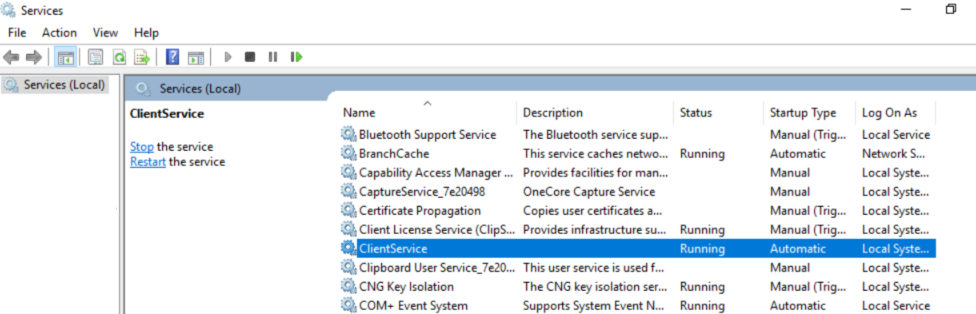 Services
File Action View Help
Services (Local)
Services (Local)
ClientService
Stop the service
Restart the service
Name Description Status Startup Type Log On As
Bluetooth Support Service The Bluetooth service sup... Manual (Trig... Local Service
BranchCache This service caches netwo... Running Automatic Network S...
Capability Access Manager ... Provides facilities for man... Manual Local Syste...
CaptureService_7e20498 OneCore Capture Service Manual Local Syste...
Certificate Propagation Copies user certificates a... Manual (Trig... Local Syste...
Client License Service (ClipS... Provides infrastructure su... Running Manual (Trig... Local Syste...
ClientService Running Automatic Local Syste...
Clipboard User Service_7e20... This user service is used f... Manual Local Syste...
CNG Key Isolation The CNG key isolation ser... Running Manual (Trig... Local Syste...
COM+ Event System Supports System Event N... Running Automatic Local Service